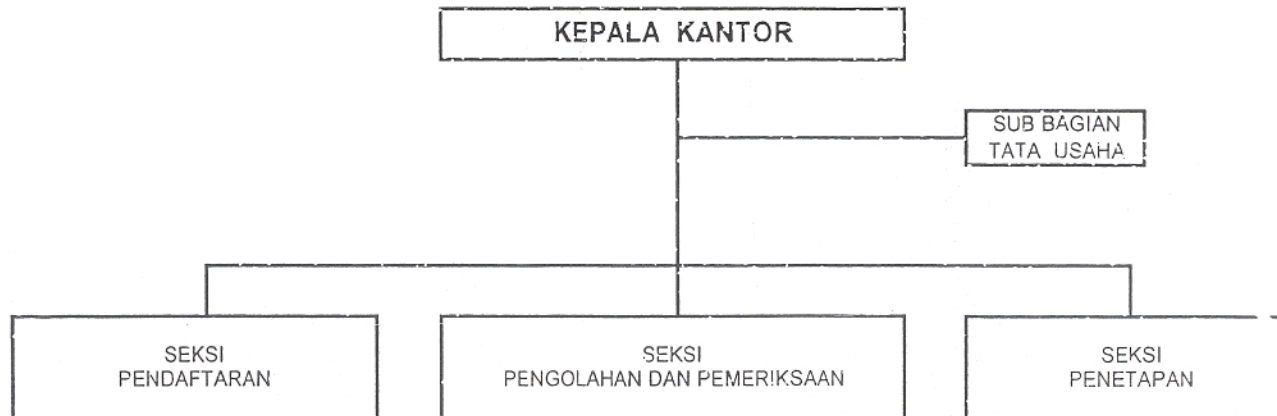 KEPALA KANTOR
SUB BAGIAN
TATA USAHA
SEKSI
PENDAFTARAN
SEKSI
PENGOLAHAN DAN PEMERIKSAAN
SEKSI
PENETAPAN